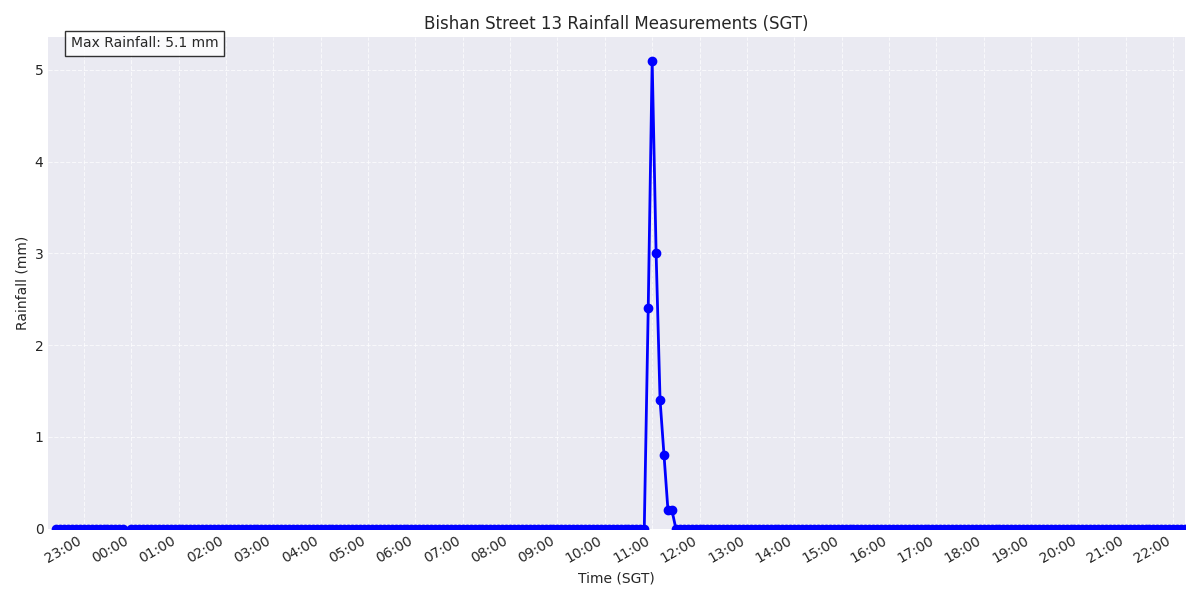 Bishan Street 13 Rainfall Measurements (SGT)
Max Rainfall: 5.1 mm
5
4
3
2
1
0
Rainfall (mm)
23:00 00:00 01:00 02:00 03:00 04:00 05:00 06:00 07:00 08:00 09:00 10:00 11:00 12:00 13:00 14:00 15:00 16:00 17:00 18:00 19:00 20:00 21:00 22:00
Time (SGT)